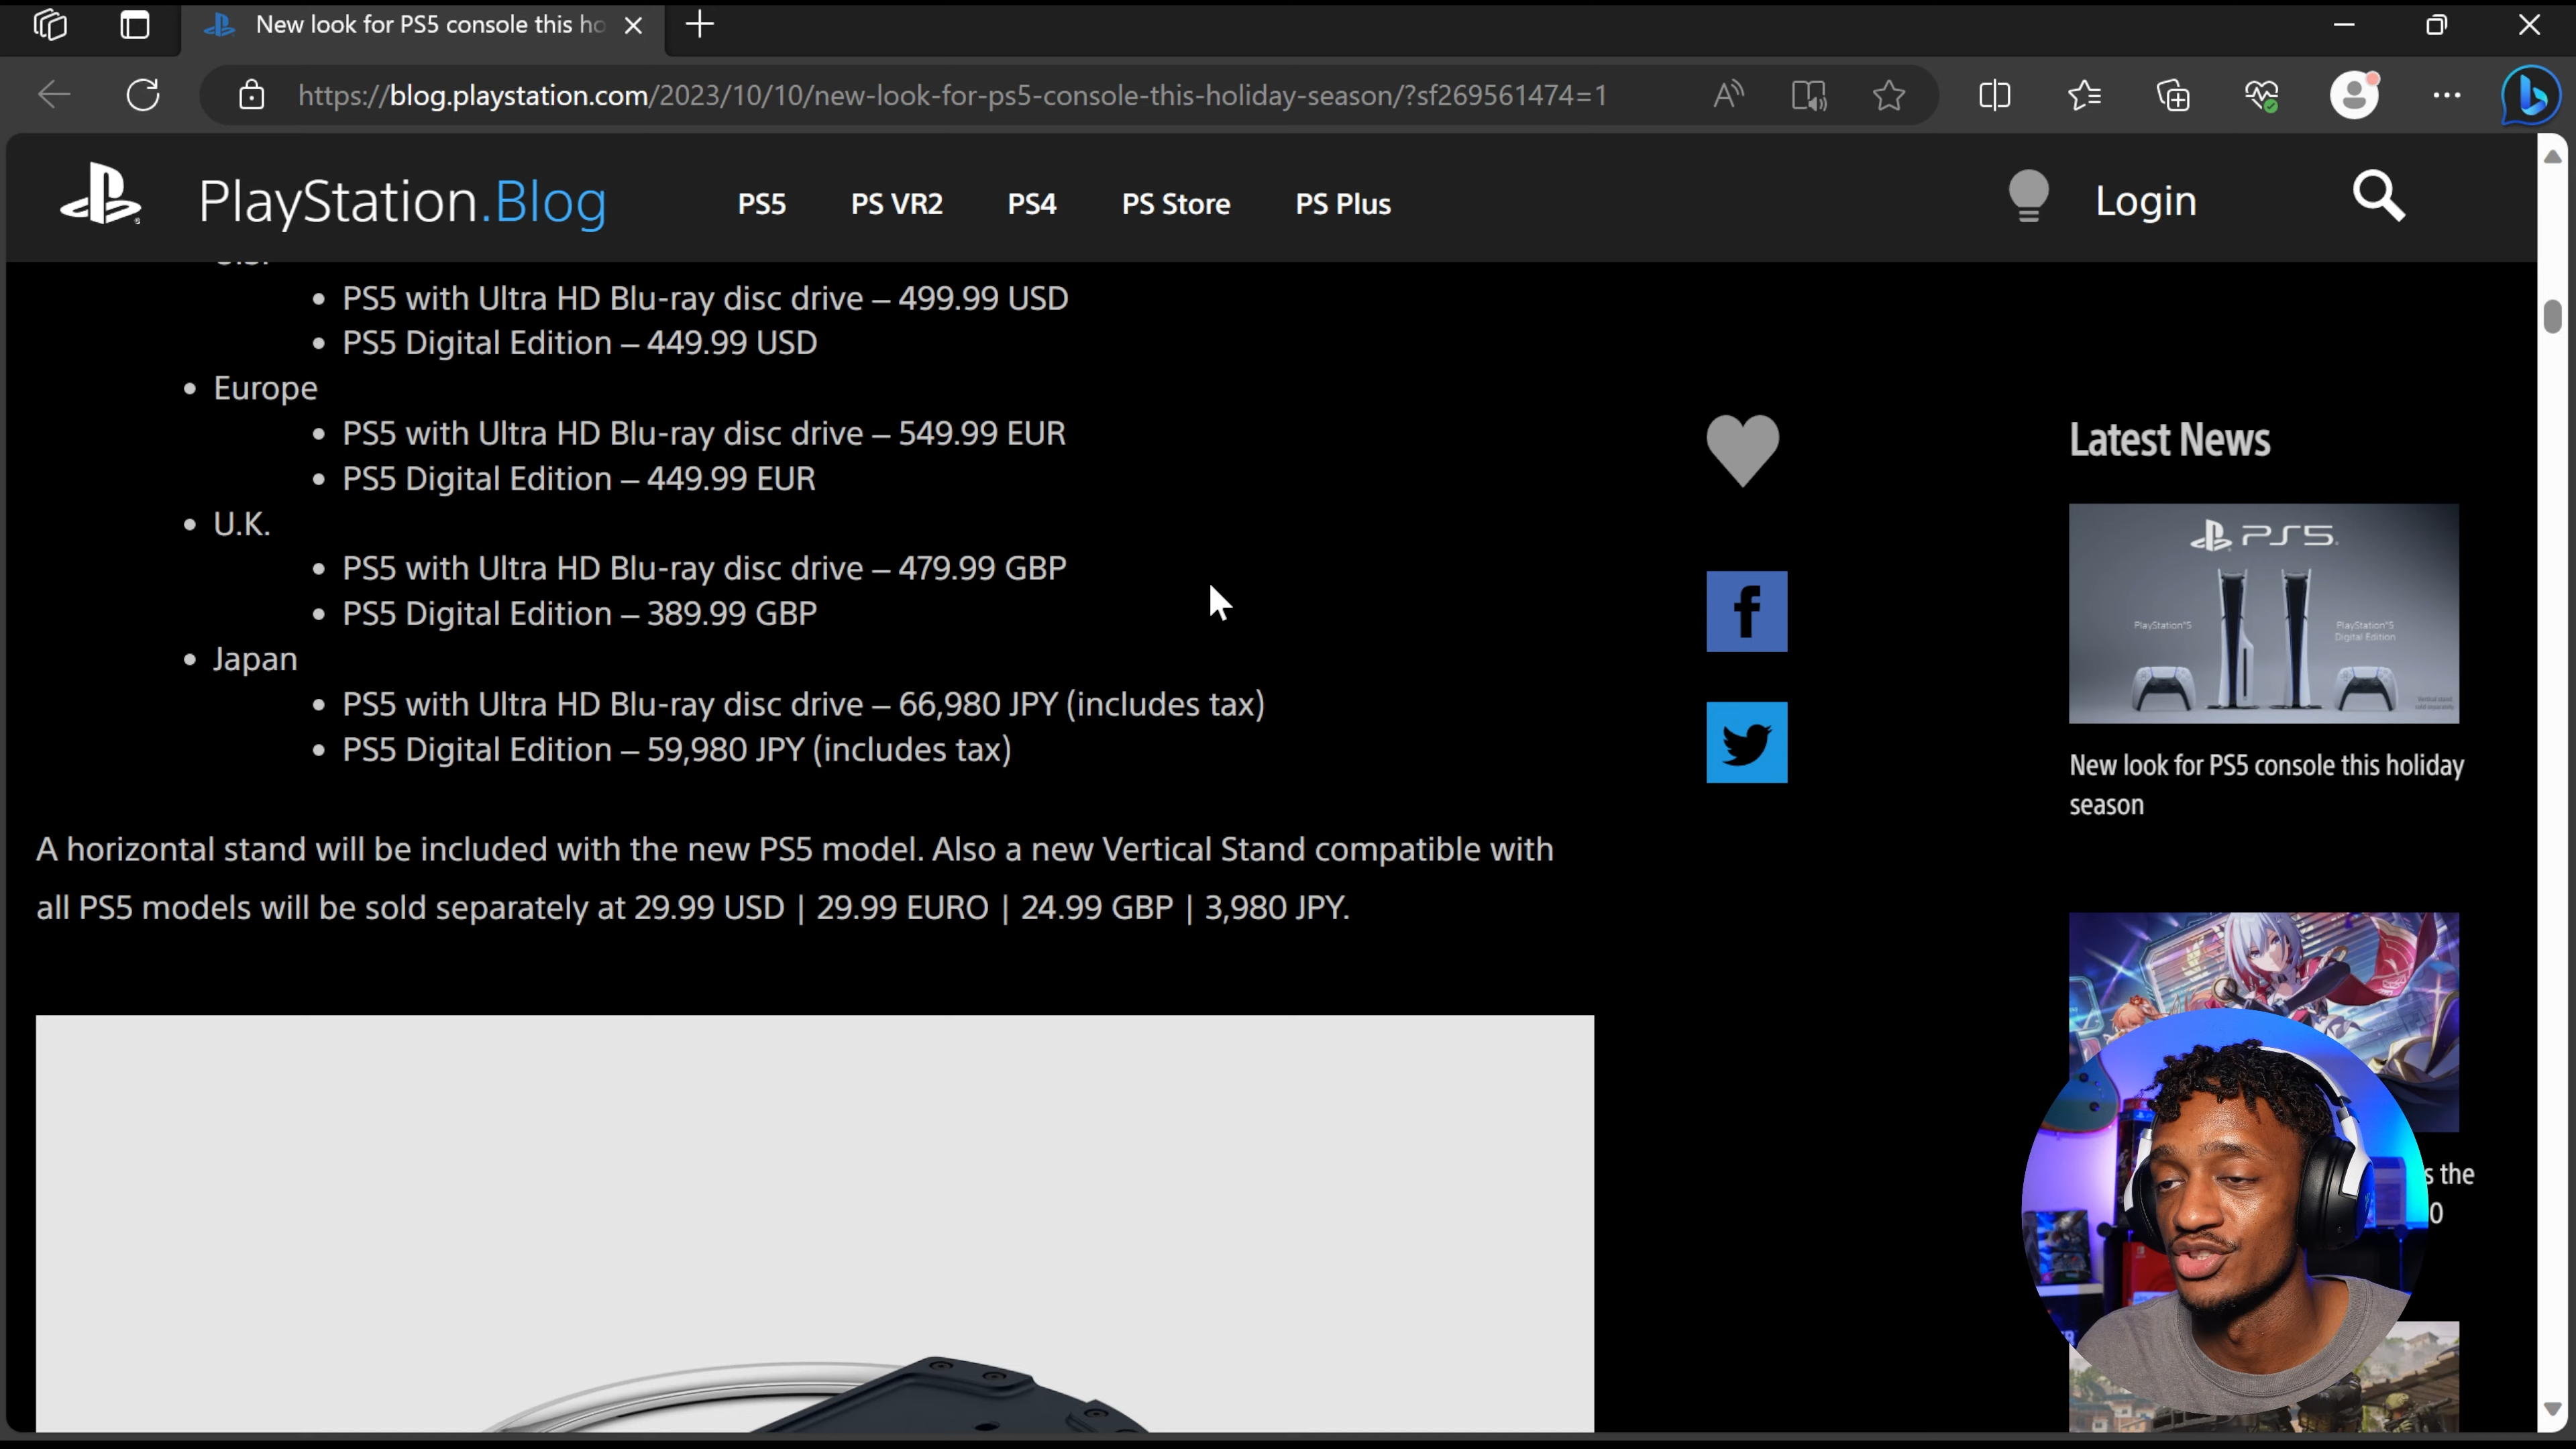 New look for PS5 console this ho
https://blog.playstation.com/2023/10/10/new-look-for-ps5-console-this-holiday-season/?sf269561474=1
PlayStation.Blog
PS5
PS VR2
PS4
PS Store
PS Plus
Login
• PS5 with Ultra HD Blu-ray disc drive – 499.99 USD
• PS5 Digital Edition – 449.99 USD
• Europe
• PS5 with Ultra HD Blu-ray disc drive – 549.99 EUR
• PS5 Digital Edition – 449.99 EUR
• U.K.
• PS5 with Ultra HD Blu-ray disc drive – 479.99 GBP
• PS5 Digital Edition – 389.99 GBP
• Japan
• PS5 with Ultra HD Blu-ray disc drive – 66,980 JPY (includes tax)
• PS5 Digital Edition – 59,980 JPY (includes tax)
A horizontal stand will be included with the new PS5 model. Also a new Vertical Stand compatible with
all PS5 models will be sold separately at 29.99 USD | 29.99 EURO | 24.99 GBP | 3,980 JPY.
Latest News
PS5
PlayStation®5
PlayStation®5
Digital Edition
New look for PS5 console this holiday
season
s the
0